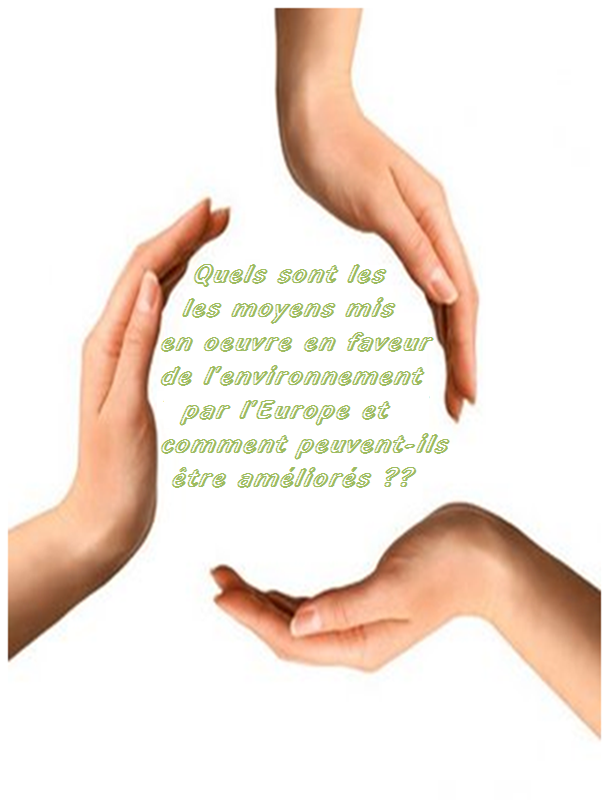 Quels sont les
les moyens mis
en oeuvre en faveur
de l'environnement
par l'Europe et
comment peuvent-ils
être améliorés ??